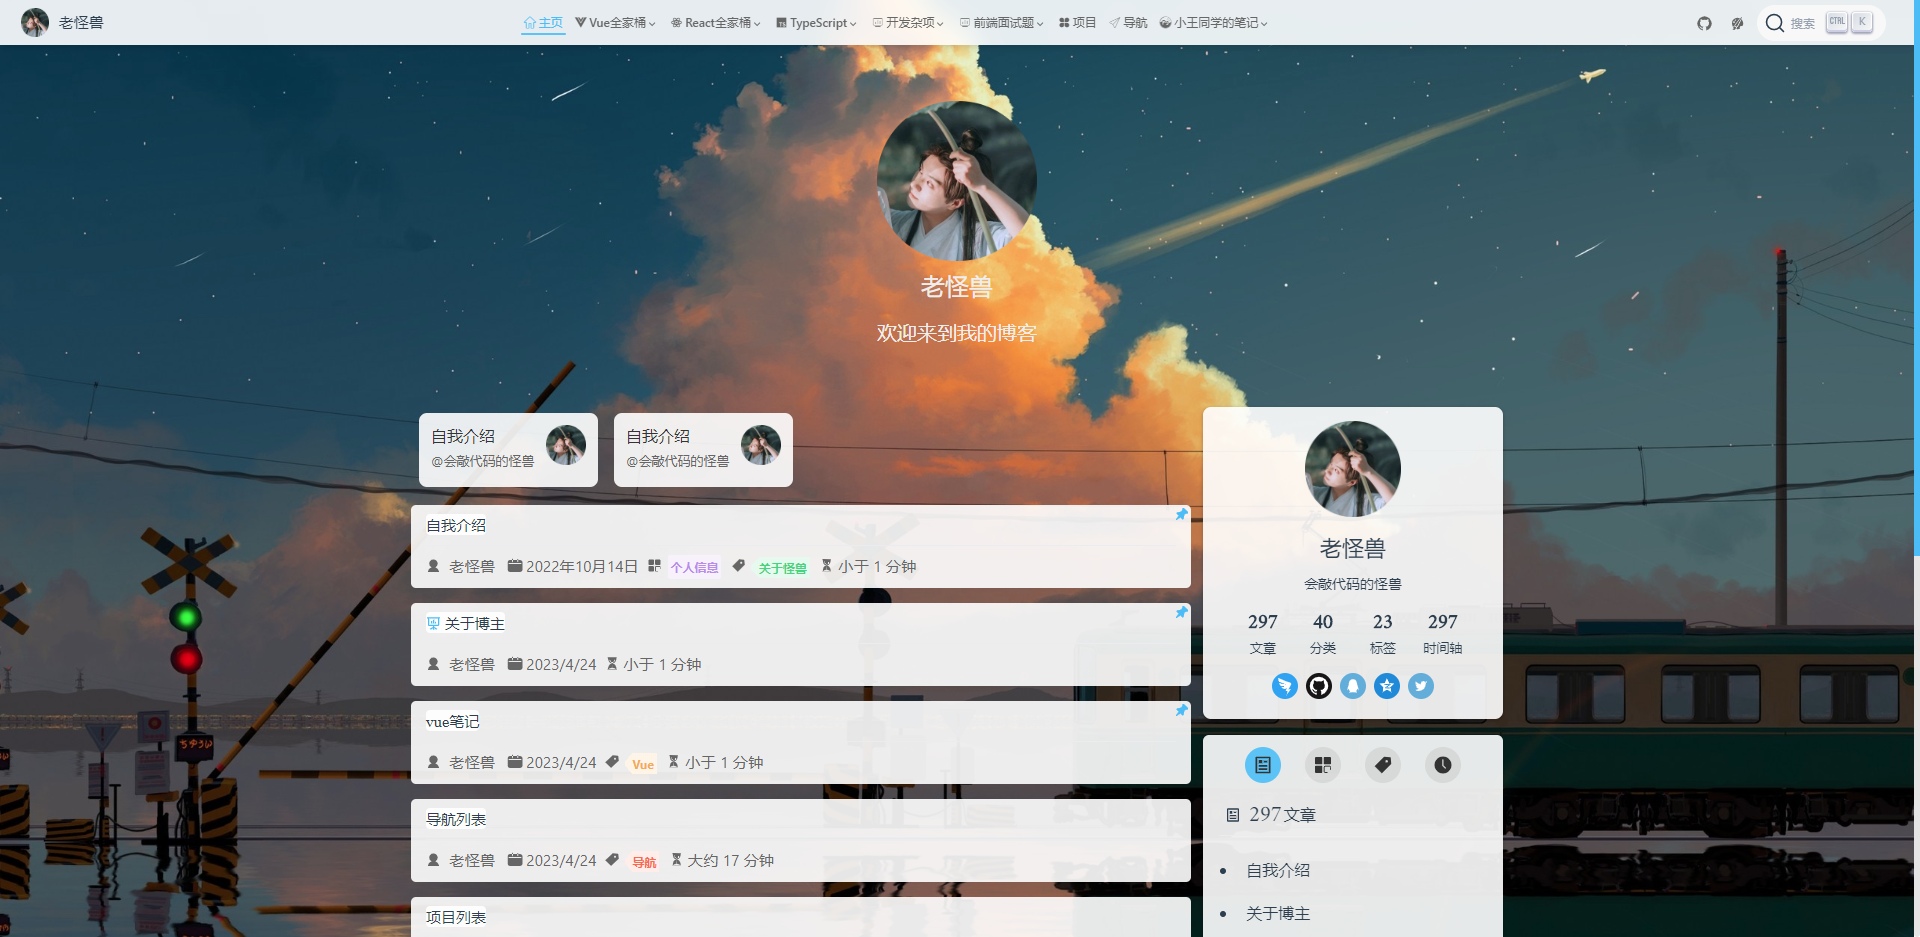 老怪兽
主页 Vue全家桶 React全家桶 TypeScript 开发杂项 前端面试题 项目 导航 小王同学的笔记
搜索 CTRL K
老怪兽
欢迎来到我的博客
自我介绍
@会敲代码的怪兽
自我介绍
@会敲代码的怪兽
自我介绍
老怪兽 2022年10月14日 个人信息 关于怪兽 小于 1 分钟
关于博主
老怪兽 2023/4/24 小于 1 分钟
vue笔记
老怪兽 2023/4/24 Vue 小于 1 分钟
导航列表
老怪兽 2023/4/24 导航 大约 17 分钟
项目列表
老怪兽
会敲代码的怪兽
297 40 23 297
文章 分类 标签 时间轴
297 文章
自我介绍
关于博主